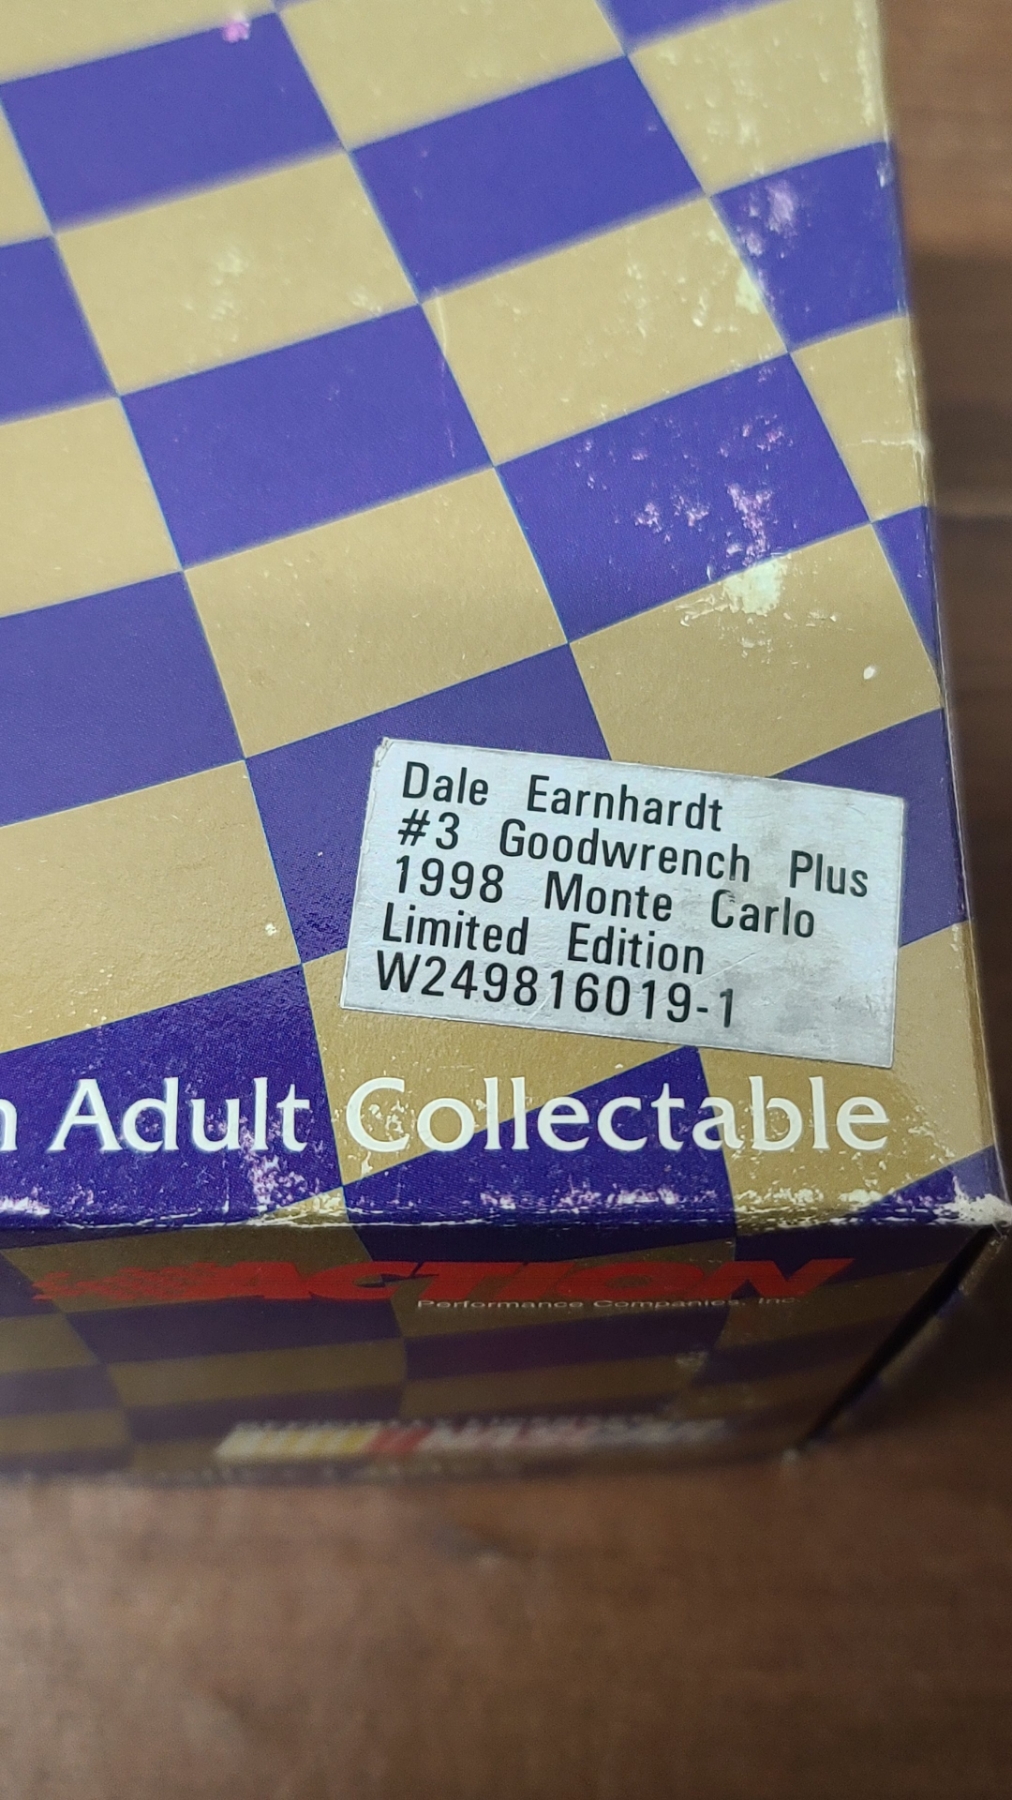 Dale Earnhardt
#3 Goodwrench Plus
1998 Monte Carlo
Limited Edition
W249816019-1
Adult Collectable
ACTION
Performance Companies, Inc.